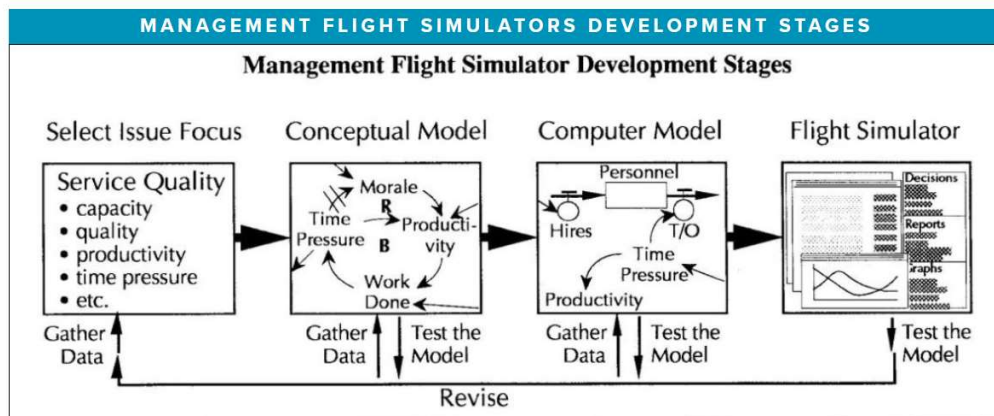 MANAGEMENT FLIGHT SIMULATORS DEVELOPMENT STAGES
Management Flight Simulator Development Stages
Select Issue Focus
Service Quality
• capacity
• quality
• productivity
• time pressure
• etc.
Gather
Data
Conceptual Model
Morale
R
Time
Pressure
B
Producti-
vity
Work
Done
Gather
Data
Test the
Model
Computer Model
Personnel
Hires
T/O
Time
Pressure
Productivity
Gather
Data
Test the
Model
Flight Simulator
Decisions
Reports
Graphs
Test the
Model
Revise